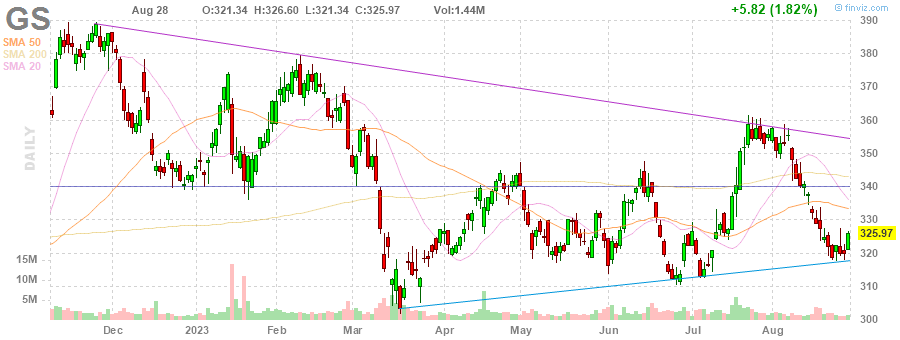 GS
Aug 28 O:321.34 H:326.60 L:321.34 C:325.97 Vol:1.44M +5.82 (1.82%) © finviz.com
SMA 50
SMA 200
SMA 20
DAILY
390
380
370
360
350
340
330
325.97
320
310
300
15M
10M
5M
Dec 2023 Feb Mar Apr May Jun Jul Aug